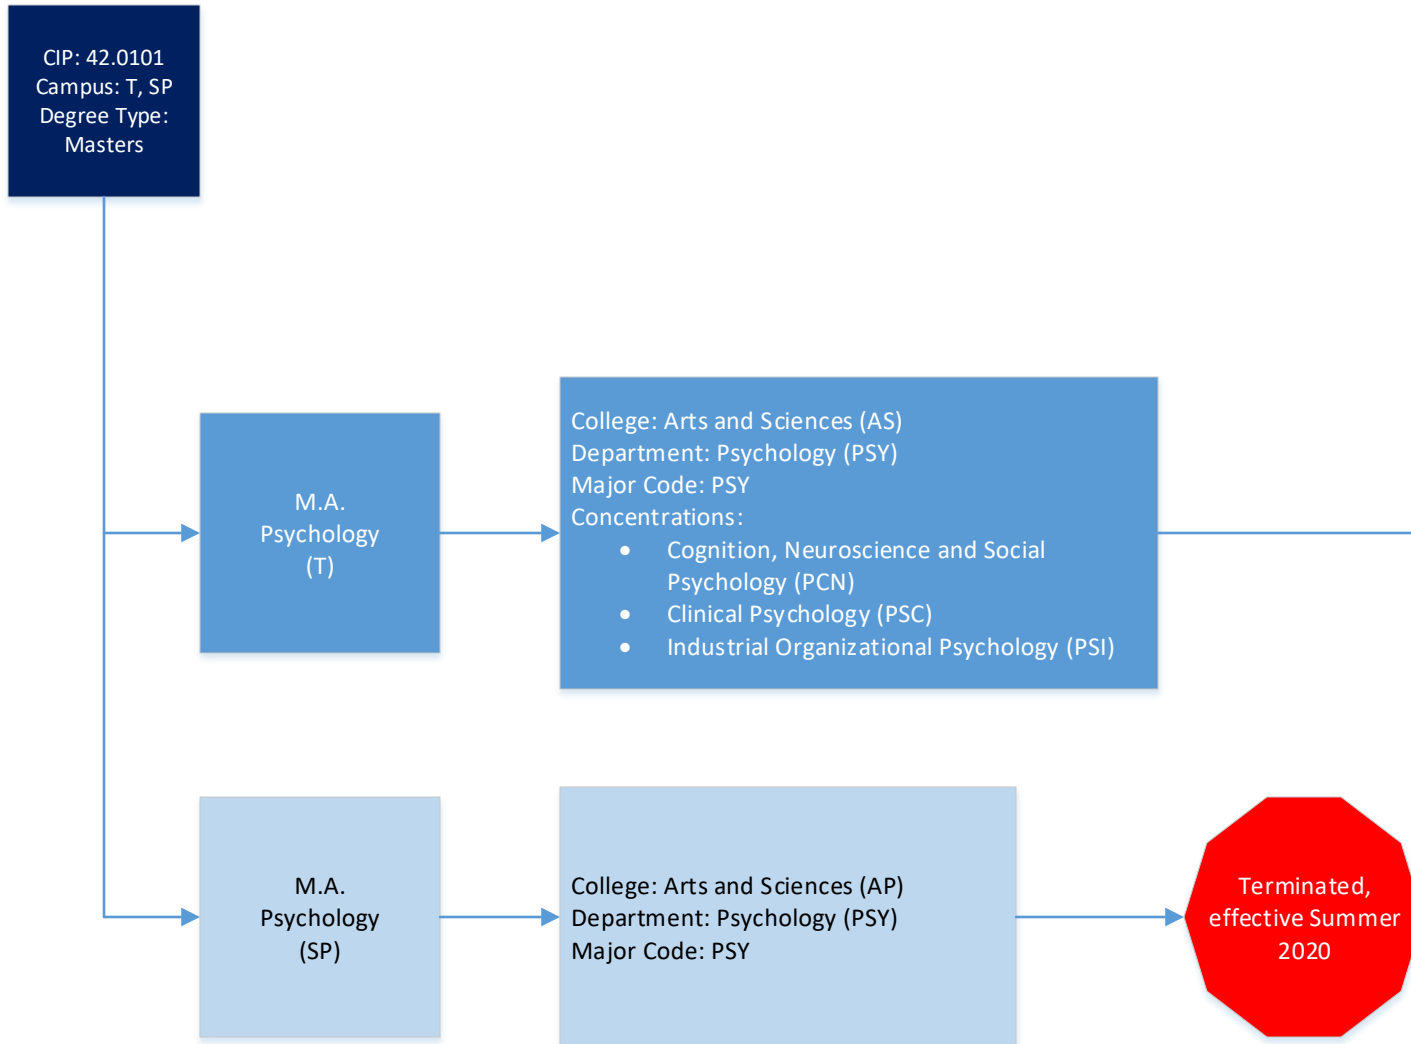 CIP: 42.0101
Campus: T, SP
Degree Type:
Masters
M.A.
Psychology
(T)
College: Arts and Sciences (AS)
Department: Psychology (PSY)
Major Code: PSY
Concentrations:
• Cognition, Neuroscience and Social
Psychology (PCN)
• Clinical Psychology (PSC)
• Industrial Organizational Psychology (PSI)
M.A.
Psychology
(SP)
College: Arts and Sciences (AP)
Department: Psychology (PSY)
Major Code: PSY
Terminated,
effective Summer
2020